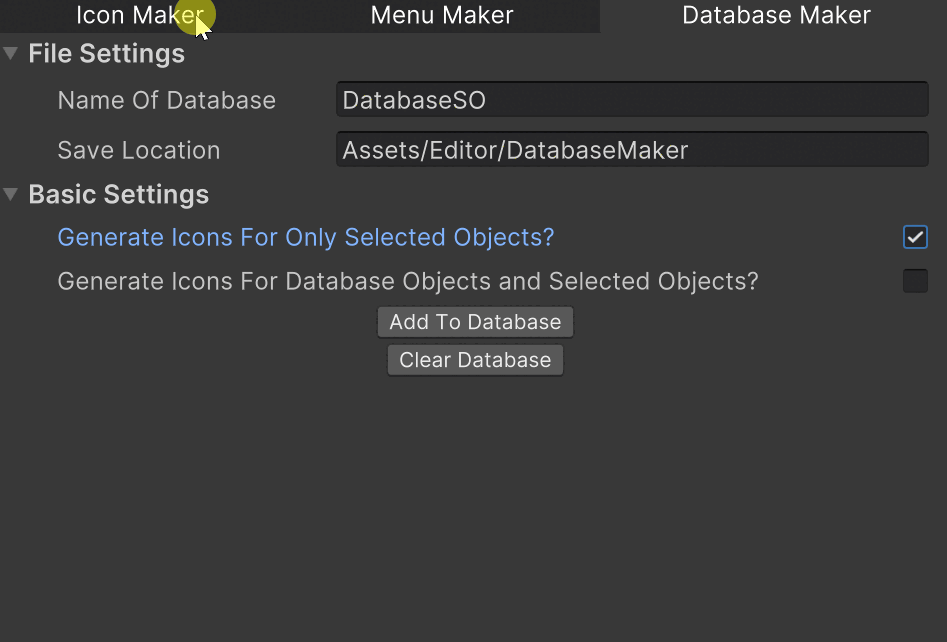 Icon Maker Menu Maker Database Maker
File Settings
Name Of Database DatabaseSO
Save Location Assets/Editor/DatabaseMaker
Basic Settings
Generate Icons For Only Selected Objects?
Generate Icons For Database Objects and Selected Objects?
Add To Database
Clear Database